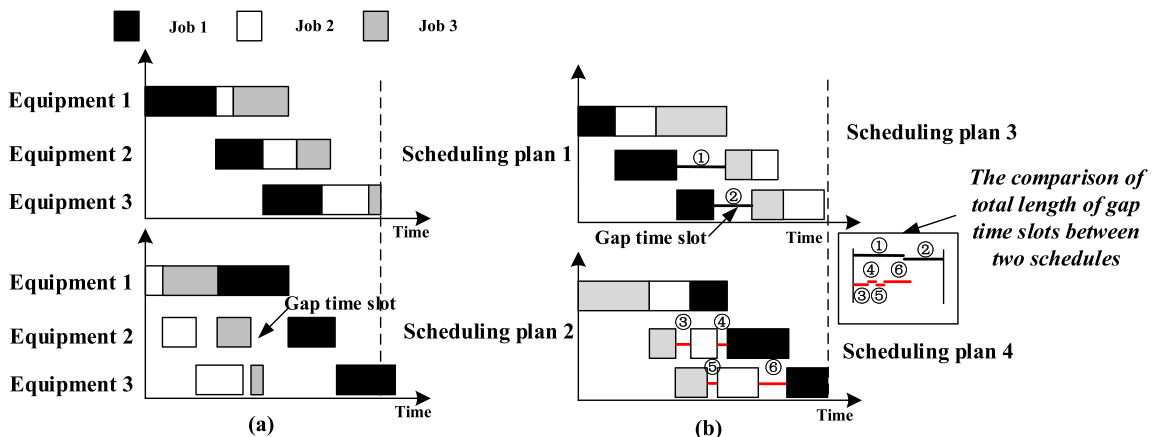 Job 1 Job 2 Job 3
Equipment 1
Equipment 2
Equipment 3
Time
Scheduling plan 1
Equipment 1
Gap time slot
Equipment 2
Equipment 3
Time
Scheduling plan 2
(a)
①
②
Gap time slot
Time
Scheduling plan 3
The comparison of
total length of gap
time slots between
two schedules
① ②
④ ⑥
③ ⑤
③ ④
⑤ ⑥
Time
Scheduling plan 4
(b)